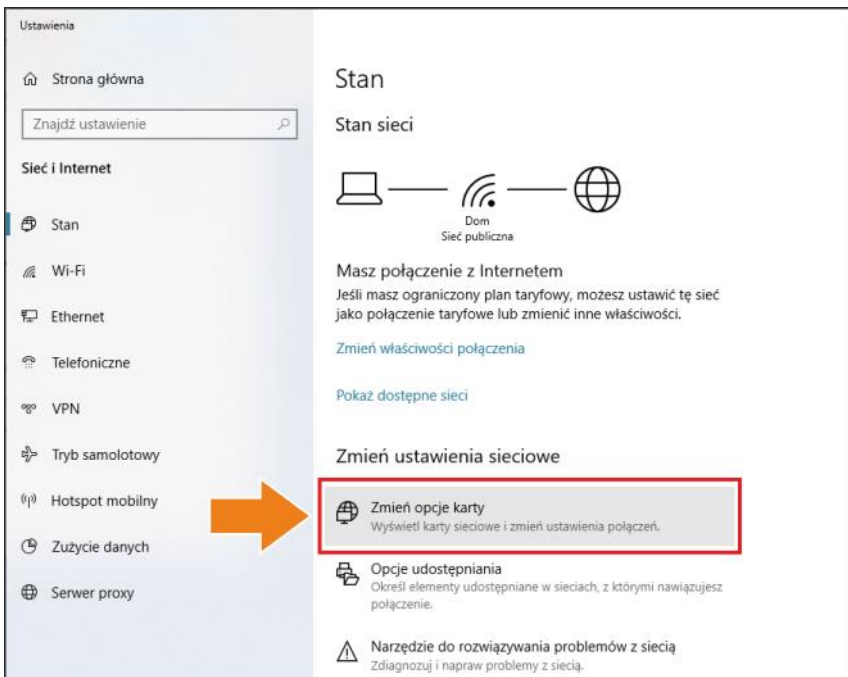 Ustawienia
Strona główna
Znajdź ustawienie
Sieć i Internet
Stan
Wi-Fi
Ethernet
Telefoniczne
VPN
Tryb samolotowy
Hotspot mobilny
Zużycie danych
Serwer proxy
Stan
Stan sieci
Dom
Sieć publiczna
Masz połączenie z Internetem
Jeśli masz ograniczony plan taryfowy, możesz ustawić tę sieć
jako połączenie taryfowe lub zmienić inne właściwości.
Zmień właściwości połączenia
Pokaż dostępne sieci
Zmień ustawienia sieciowe
Zmień opcje karty
Wyświetl karty sieciowe i zmień ustawienia połączeń.
Opcje udostępniania
Określ elementy udostępniane w sieciach, z którymi nawiązujesz
połączenie.
Narzędzie do rozwiązywania problemów z siecią
Zdiagnozuj i napraw problemy z siecią.